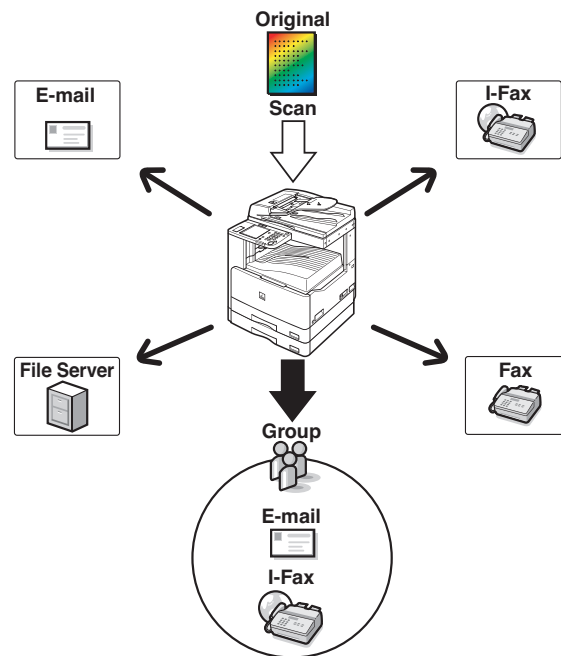 Original
Scan
E-mail
I-Fax
File Server
Fax
Group
E-mail
I-Fax